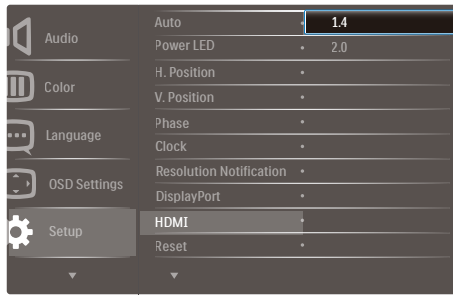 Audio
Color
Language
OSD Settings
Setup
Auto
Power LED
H. Position
V. Position
Phase
Clock
Resolution Notification
DisplayPort
HDMI
Reset
1.4
2.0